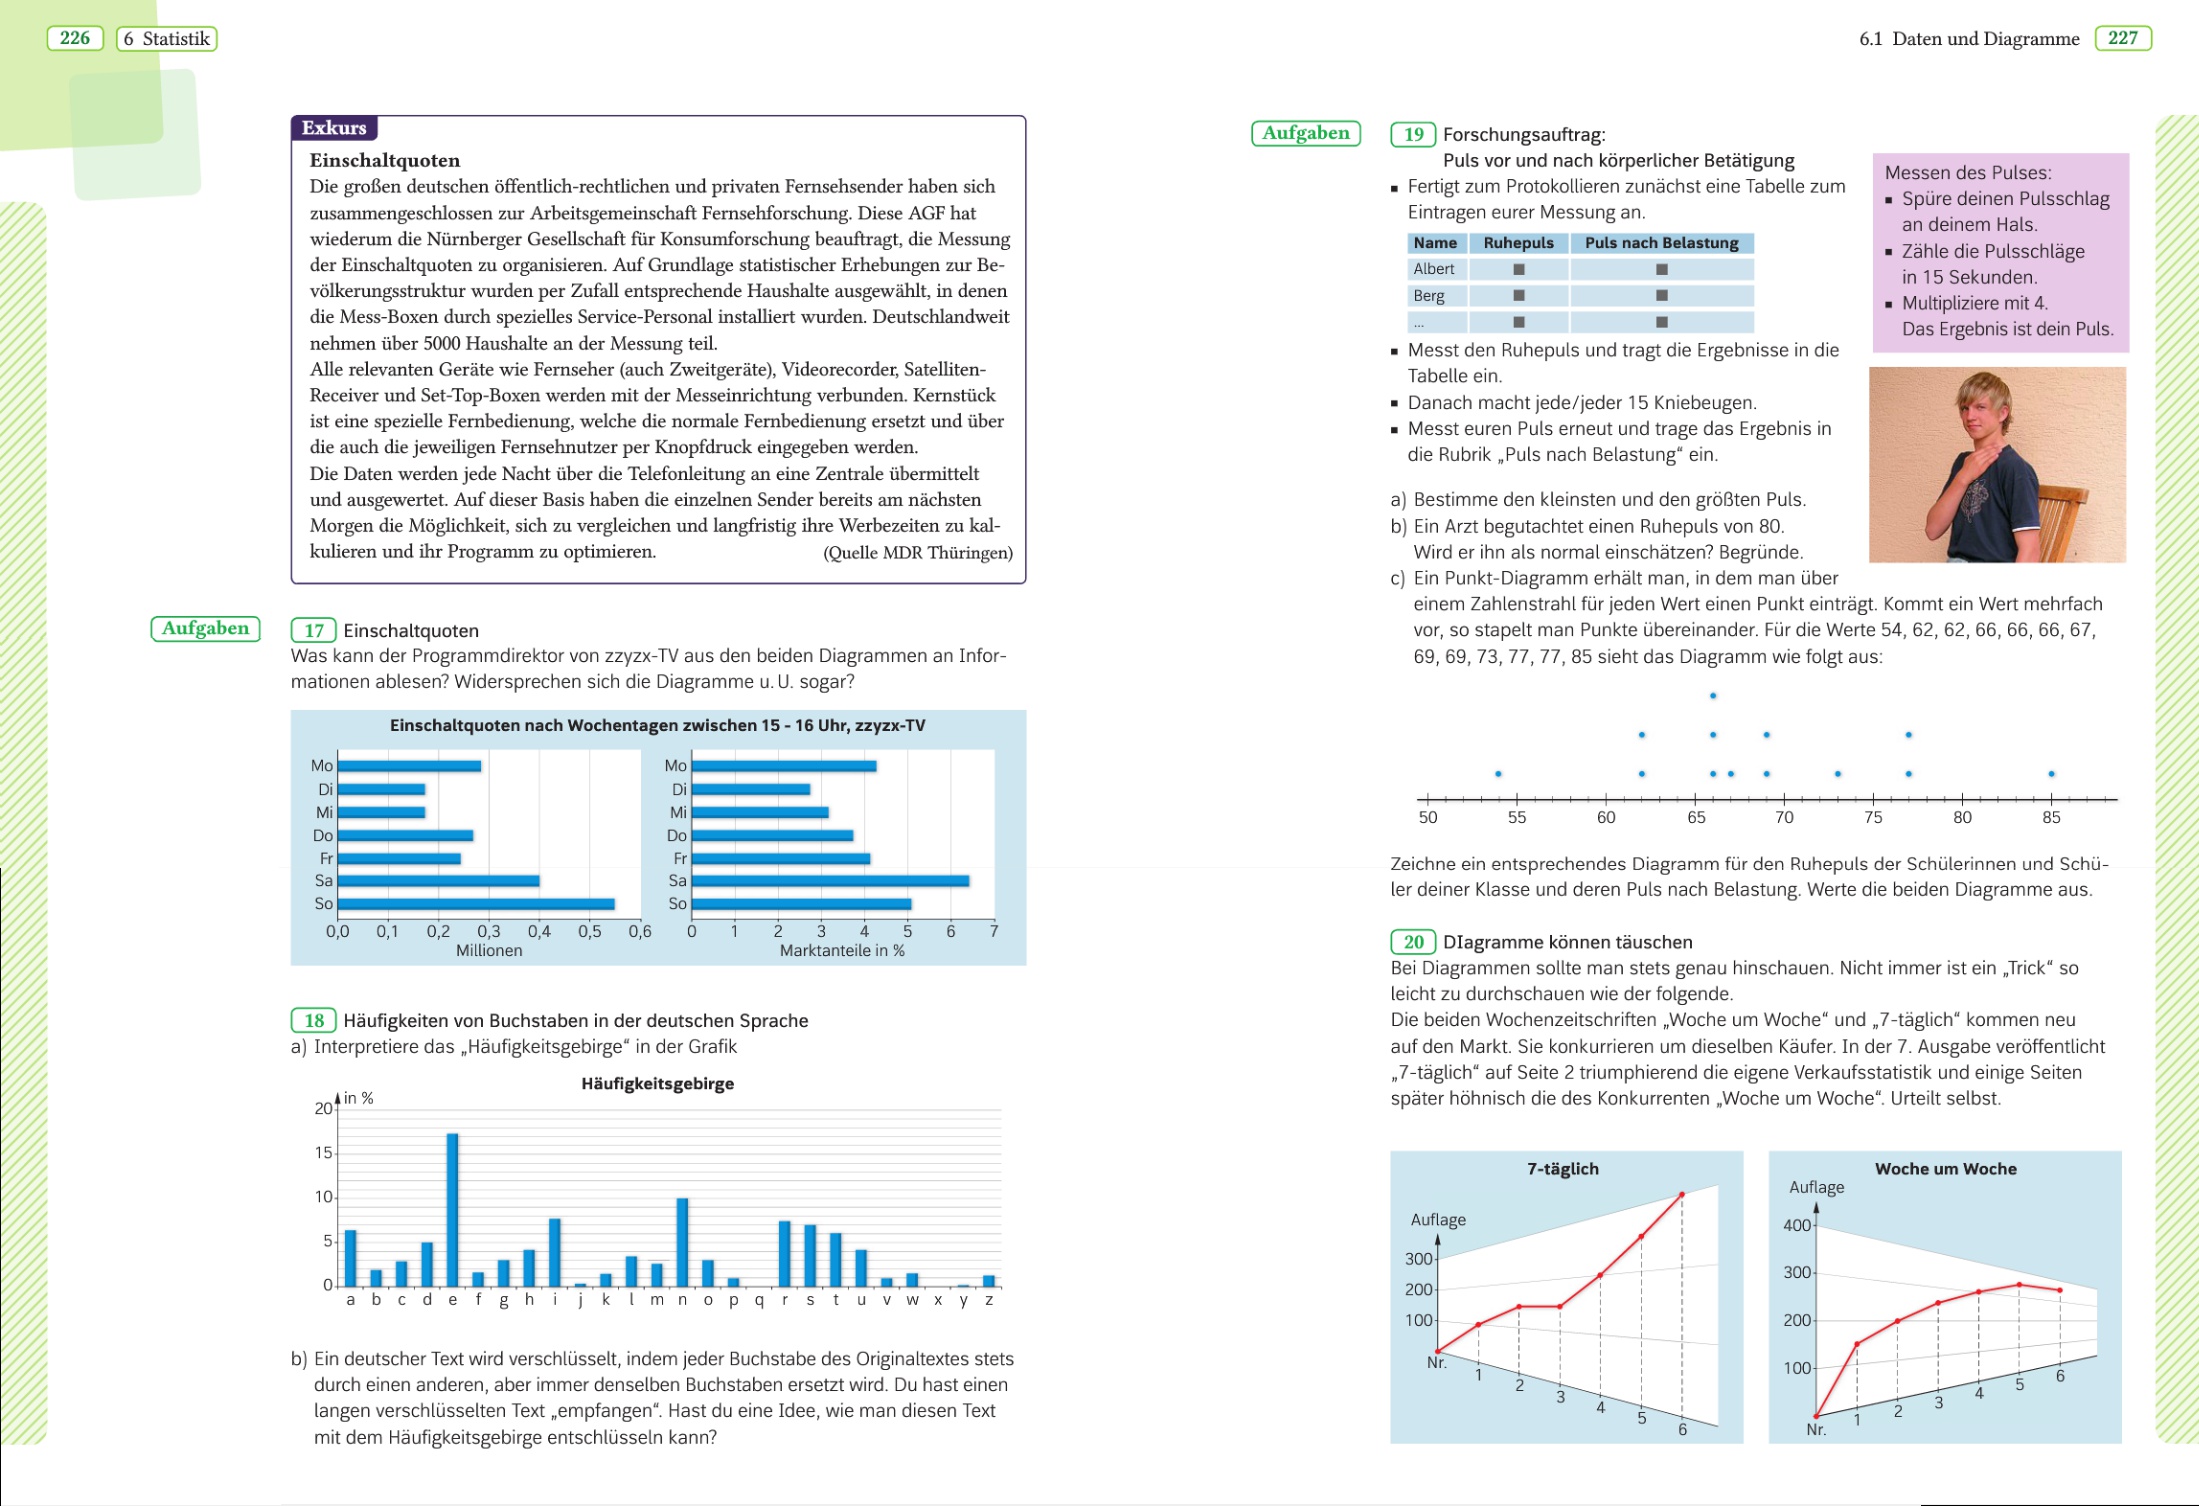 226 6 Statistik
Exkurs
Einschaltquoten
Die großen deutschen öffentlich-rechtlichen und privaten Fernsehsender haben sich
zusammengeschlossen zur Arbeitsgemeinschaft Fernsehforschung. Diese AGF hat
wiederum die Nürnberger Gesellschaft für Konsumforschung beauftragt, die Messung
der Einschaltquoten zu organisieren. Auf Grundlage statistischer Erhebungen zur Be-
völkerungsstruktur wurden per Zufall entsprechende Haushalte ausgewählt, in denen
die Mess-Boxen durch spezielles Service-Personal installiert wurden. Deutschlandweit
nehmen über 5000 Haushalte an der Messung teil.
Alle relevanten Geräte wie Fernseher (auch Zweitgeräte), Videorecorder, Satelliten-
Receiver und Set-Top-Boxen werden mit der Messeinrichtung verbunden. Kernstück
ist eine spezielle Fernbedienung, welche die normale Fernbedienung ersetzt und über
die auch die jeweiligen Fernsehnutzer per Knopfdruck eingegeben werden.
Die Daten werden jede Nacht über die Telefonleitung an eine Zentrale übermittelt
und ausgewertet. Auf dieser Basis haben die einzelnen Sender bereits am nächsten
Morgen die Möglichkeit, sich zu vergleichen und langfristig ihre Werbezeiten zu kal-
kulieren und ihr Programm zu optimieren. (Quelle MDR Thüringen)
Aufgaben
17 Einschaltquoten
Was kann der Programmdirektor von zzyzx-TV aus den beiden Diagrammen an Infor-
mationen ablesen? Widersprechen sich die Diagramme u. U. sogar?
Einschaltquoten nach Wochentagen zwischen 15 - 16 Uhr, zzyzx-TV
Mo
Di
Mi
Do
Fr
Sa
So
0,0 0,1 0,2 0,3 0,4 0,5 0,6
Millionen
Mo
Di
Mi
Do
Fr
Sa
So
0 1 2 3 4 5 6 7
Marktanteile in %
18 Häufigkeiten von Buchstaben in der deutschen Sprache
a) Interpretiere das „Häufigkeitsgebirge“ in der Grafik
Häufigkeitsgebirge
in %
20
15
10
5
0
a b c d e f g h i j k l m n o p q r s t u v w x y z
b) Ein deutscher Text wird verschlüsselt, indem jeder Buchstabe des Originaltextes stets
durch einen anderen, aber immer denselben Buchstaben ersetzt wird. Du hast einen
langen verschlüsselten Text „empfangen“. Hast du eine Idee, wie man diesen Text
mit dem Häufigkeitsgebirge entschlüsseln kann?
6.1 Daten und Diagramme 227
Aufgaben
19 Forschungsauftrag:
Puls vor und nach körperlicher Betätigung
▪ Fertigt zum Protokollieren zunächst eine Tabelle zum
Eintragen eurer Messung an.
Name Ruhepuls Puls nach Belastung
Albert ■ ■
Berg ■ ■
... ■ ■
▪ Messt den Ruhepuls und tragt die Ergebnisse in die
Tabelle ein.
▪ Danach macht jede/jeder 15 Kniebeugen.
▪ Messt euren Puls erneut und trage das Ergebnis in
die Rubrik „Puls nach Belastung“ ein.
Messen des Pulses:
▪ Spüre deinen Pulsschlag
an deinem Hals.
▪ Zähle die Pulsschläge
in 15 Sekunden.
▪ Multipliziere mit 4.
Das Ergebnis ist dein Puls.
a) Bestimme den kleinsten und den größten Puls.
b) Ein Arzt begutachtet einen Ruhepuls von 80.
Wird er ihn als normal einschätzen? Begründe.
c) Ein Punkt-Diagramm erhält man, in dem man über
einem Zahlenstrahl für jeden Wert einen Punkt einträgt. Kommt ein Wert mehrfach
vor, so stapelt man Punkte übereinander. Für die Werte 54, 62, 62, 66, 66, 66, 67,
69, 69, 73, 77, 77, 85 sieht das Diagramm wie folgt aus:
50 55 60 65 70 75 80 85
Zeichne ein entsprechendes Diagramm für den Ruhepuls der Schülerinnen und Schü-
ler deiner Klasse und deren Puls nach Belastung. Werte die beiden Diagramme aus.
20 DIagramme können täuschen
Bei Diagrammen sollte man stets genau hinschauen. Nicht immer ist ein „Trick“ so
leicht zu durchschauen wie der folgende.
Die beiden Wochenzeitschriften „Woche um Woche“ und „7-täglich“ kommen neu
auf den Markt. Sie konkurrieren um dieselben Käufer. In der 7. Ausgabe veröffentlicht
„7-täglich“ auf Seite 2 triumphierend die eigene Verkaufsstatistik und einige Seiten
später höhnisch die des Konkurrenten „Woche um Woche“. Urteilt selbst.
7-täglich
Auflage
300
200
100
Nr.
1 2 3 4 5 6
Woche um Woche
Auflage
400
300
200
100
Nr.
1 2 3 4 5 6